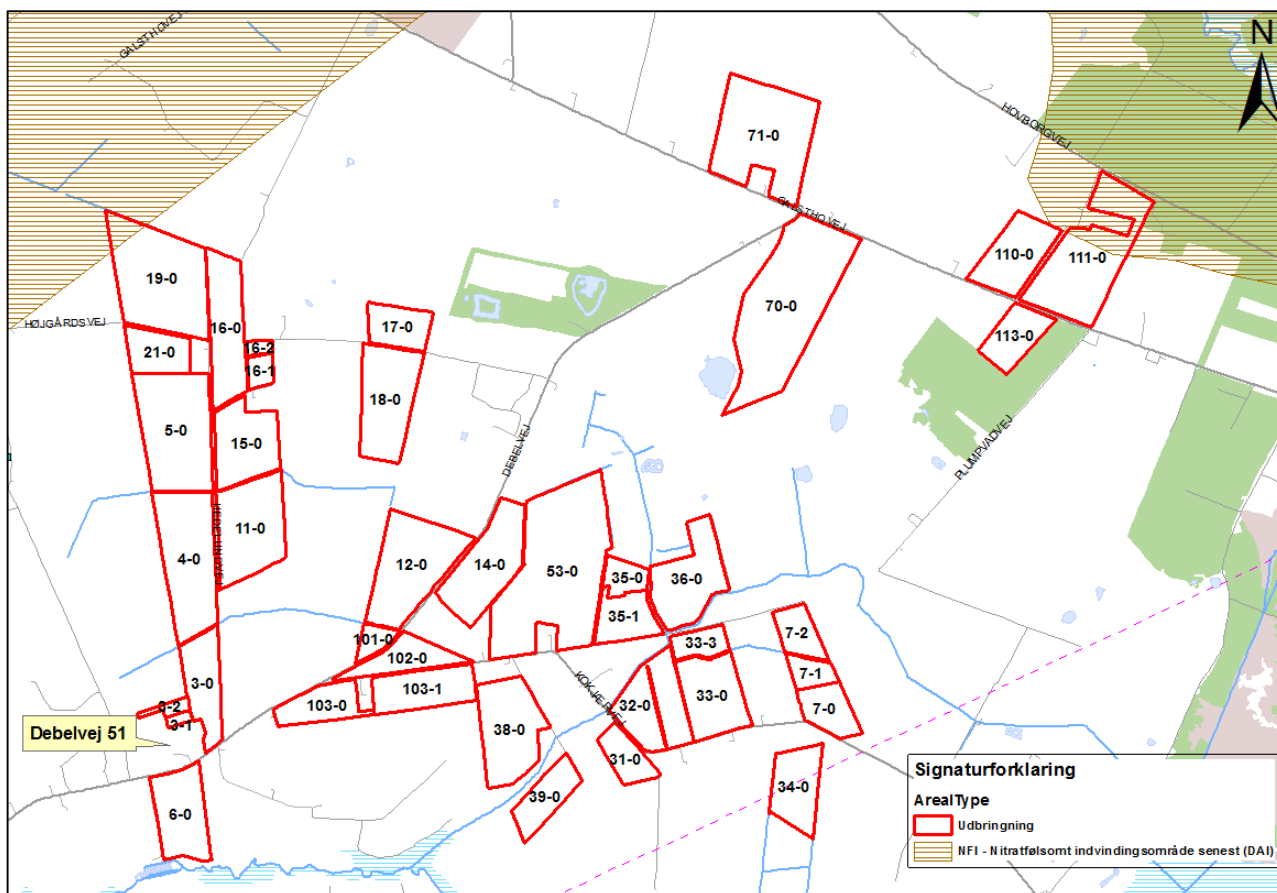 GALSTHOVEJ
N
HOVBORGVEJ
71-0
GALSTHOVEJ
110-0
111-0
19-0
70-0
16-0
17-0
HØJGÅRDSVEJ
113-0
21-0
16-2
16-1
18-0
5-0
15-0
DEBELVEJ
PLUMPVADVEJ
11-0
HEDELUNDVEJ
4-0
12-0
14-0
53-0
35-0
36-0
35-1
101-0
102-0
33-3
7-2
7-1
3-0
103-1
103-0
3-2
3-1
KOKJÆRVEJ
32-0
33-0
7-0
38-0
Debelvej 51
31-0
34-0
39-0
6-0
Signaturforklaring
ArealType
Udbringning
NFI - Nitratfølsomt indvindingsområde senest (DAI)